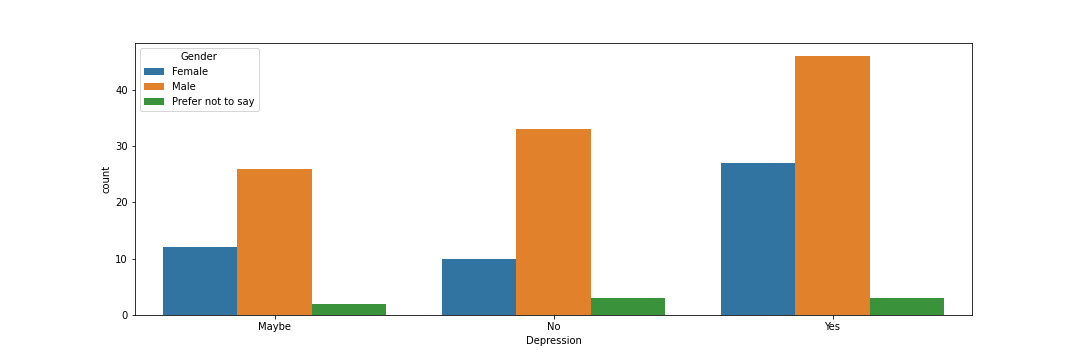 Gender
Female
Male
Prefer not to say
count
40
30
20
10
0
Maybe
No
Yes
Depression